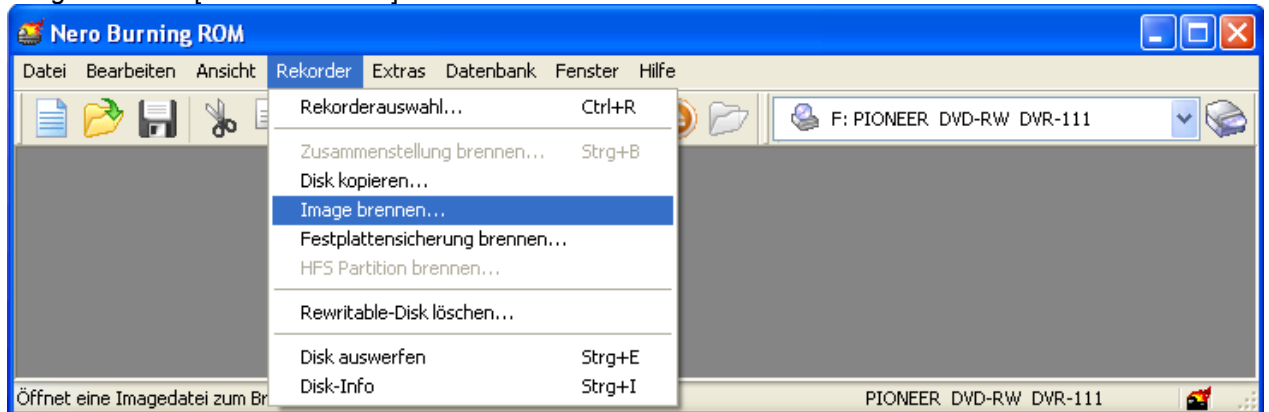 Nero Burning ROM
Datei Bearbeiten Ansicht Rekorder Extras Datenbank Fenster Hilfe
Rekorderauswahl... Ctrl+R
F: PIONEER DVD-RW DVR-111
Zusammenstellung brennen... Strg+B
Disk kopieren...
Image brennen...
Festplattensicherung brennen...
HFS Partition brennen...
Rewritable-Disk löschen...
Disk auswerfen Strg+E
Disk-Info Strg+I
Öffnet eine Imagedatei zum Br
PIONEER DVD-RW DVR-111